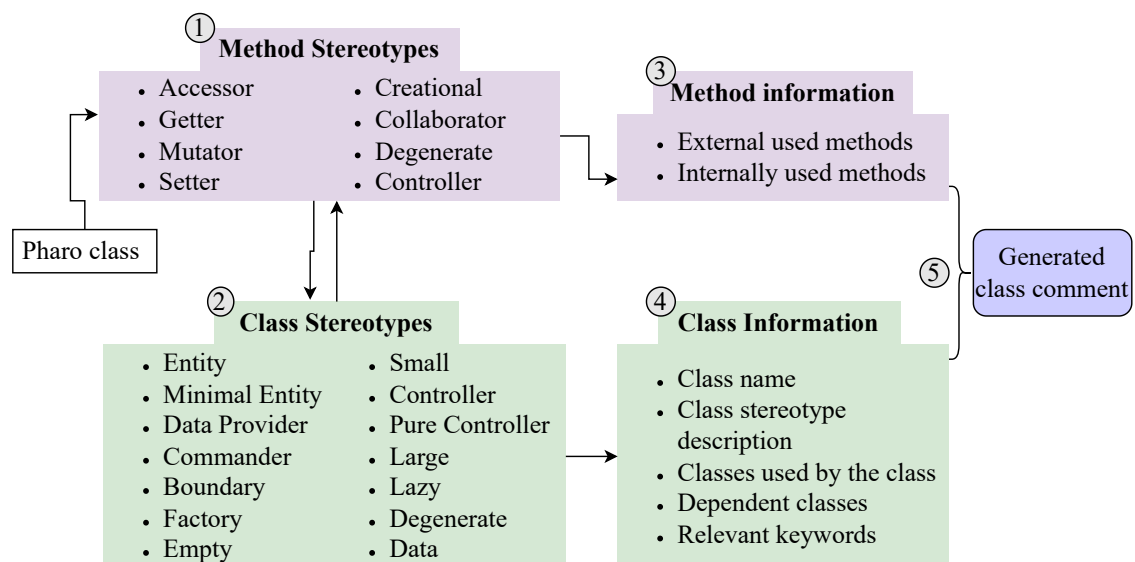 1
Method Stereotypes
Accessor
Getter
Mutator
Setter
Creational
Collaborator
Degenerate
Controller
3
Method information
External used methods
Internally used methods
Pharo class
2
Class Stereotypes
Entity
Minimal Entity
Data Provider
Commander
Boundary
Factory
Empty
Small
Controller
Pure Controller
Large
Lazy
Degenerate
Data
4
Class Information
Class name
Class stereotype
description
Classes used by the class
Dependent classes
Relevant keywords
5
Generated
class comment